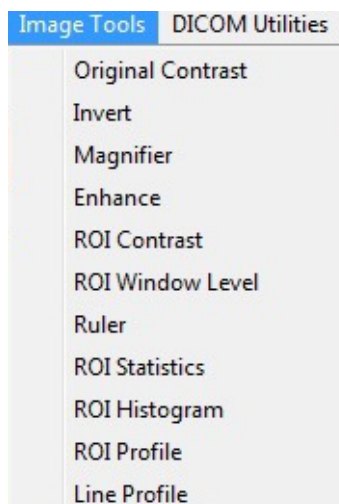 Image Tools DICOM Utilities
Original Contrast
Invert
Magnifier
Enhance
ROI Contrast
ROI Window Level
Ruler
ROI Statistics
ROI Histogram
ROI Profile
Line Profile